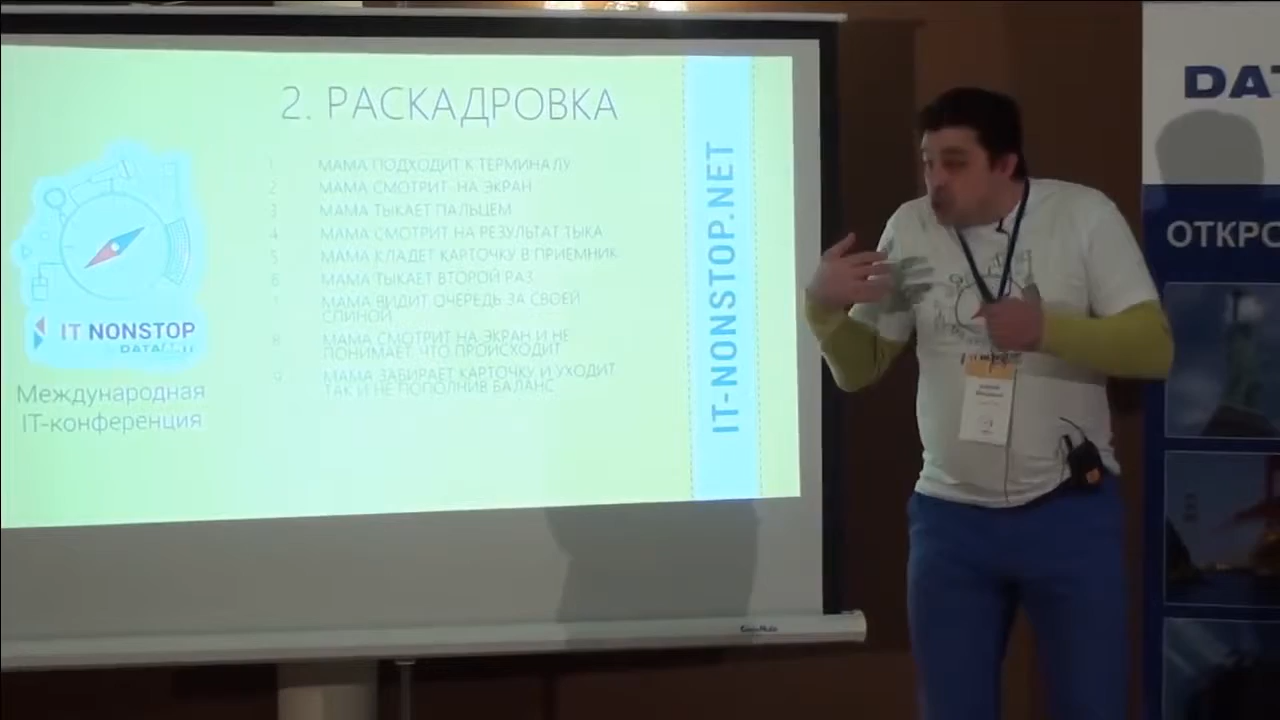 2. РАСКАДРОВКА
1 МАМА ПОДХОДИТ К ТЕРМИНАЛУ
2 МАМА СМОТРИТ НА ЭКРАН
3 МАМА ТЫКАЕТ ПАЛЬЦЕМ
4 МАМА СМОТРИТ НА РЕЗУЛЬТАТ ТЫКА
5 МАМА КЛАДЕТ КАРТОЧКУ В ПРИЕМНИК
6 МАМА ТЫКАЕТ ВТОРОЙ РАЗ
7 МАМА ВИДИТ ОЧЕРЕДЬ ЗА СВОЕЙ
СПИНОЙ
8 МАМА СМОТРИТ НА ЭКРАН И НЕ
ПОНИМАЕТ, ЧТО ПРОИСХОДИТ
9 МАМА ЗАБИРАЕТ КАРТОЧКУ И УХОДИТ
ТАК И НЕ ПОПОЛНИВ БАЛАНС
IT NONSTOP
Международная
IT-конференция
IT-NONSTOP.NET
DAT
ОТКРО